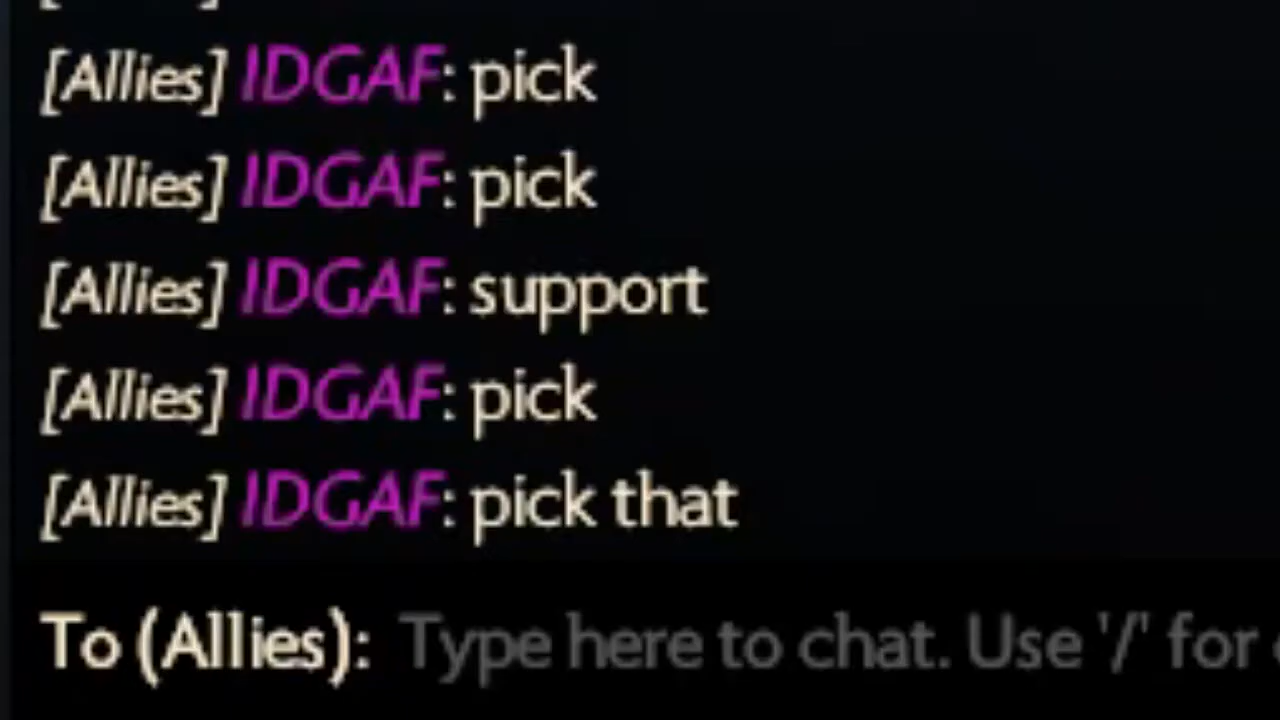 [Allies] IDGAF: pick
[Allies] IDGAF: pick
[Allies] IDGAF: support
[Allies] IDGAF: pick
[Allies] IDGAF: pick that
To (Allies): Type here to chat. Use '/' for